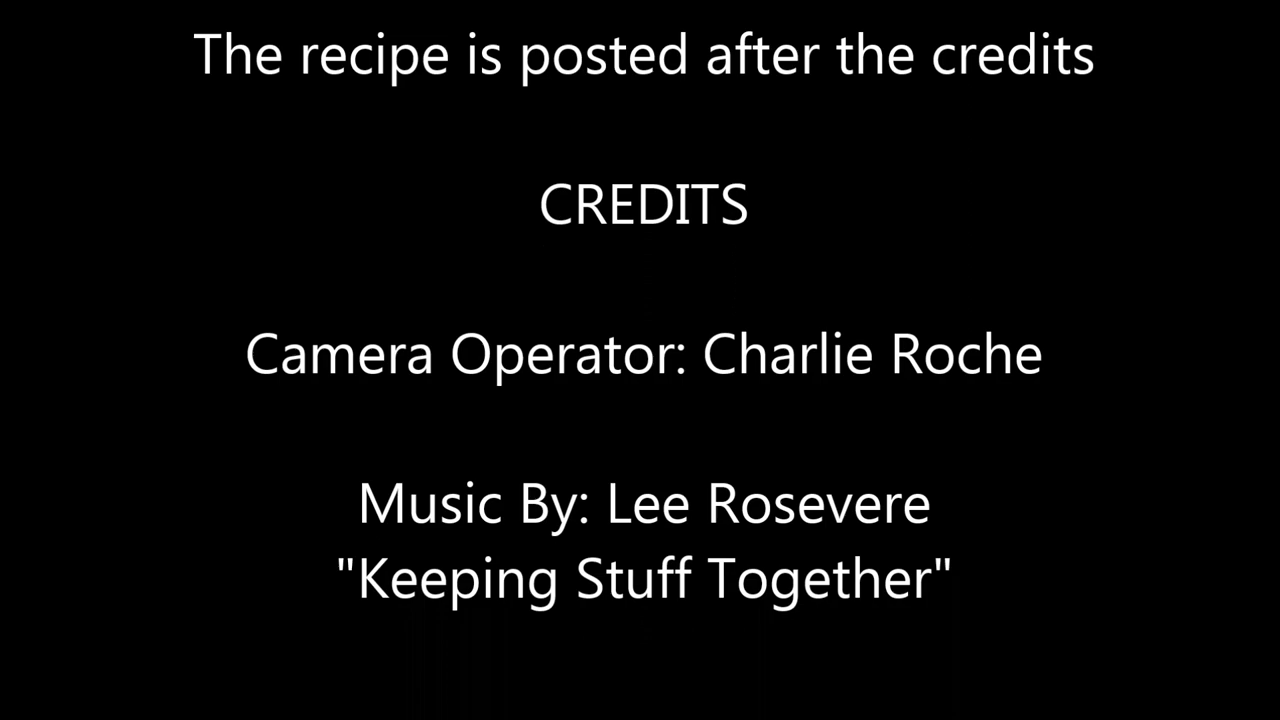 The recipe is posted after the credits
CREDITS
Camera Operator: Charlie Roche
Music By: Lee Rosevere
"Keeping Stuff Together"